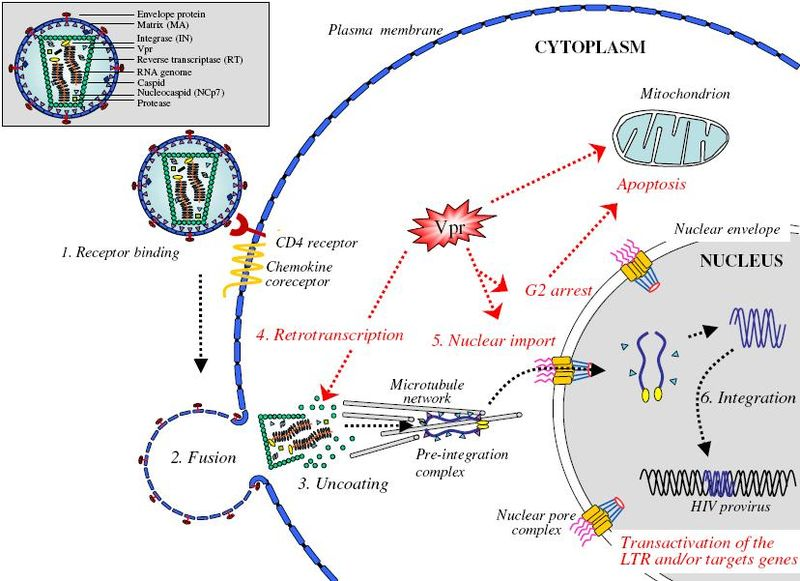 Envelope protein
Matrix (MA)
Integrase (IN)
Vpr
Reverse transcriptase (RT)
RNA genome
Caspid
Nucleocaspid (NCp7)
Protease
Plasma membrane
CYTOPLASM
Mitochondrion
Apoptosis
Vpr
Nuclear envelope
NUCLEUS
1. Receptor binding
CD4 receptor
Chemokine
coreceptor
G2 arrest
4. Retrotranscription
5. Nuclear import
Microtubule
network
6. Integration
2. Fusion
Pre-integration
complex
3. Uncoating
HIV provirus
Nuclear pore
complex
Transactivation of the
LTR and/or targets genes